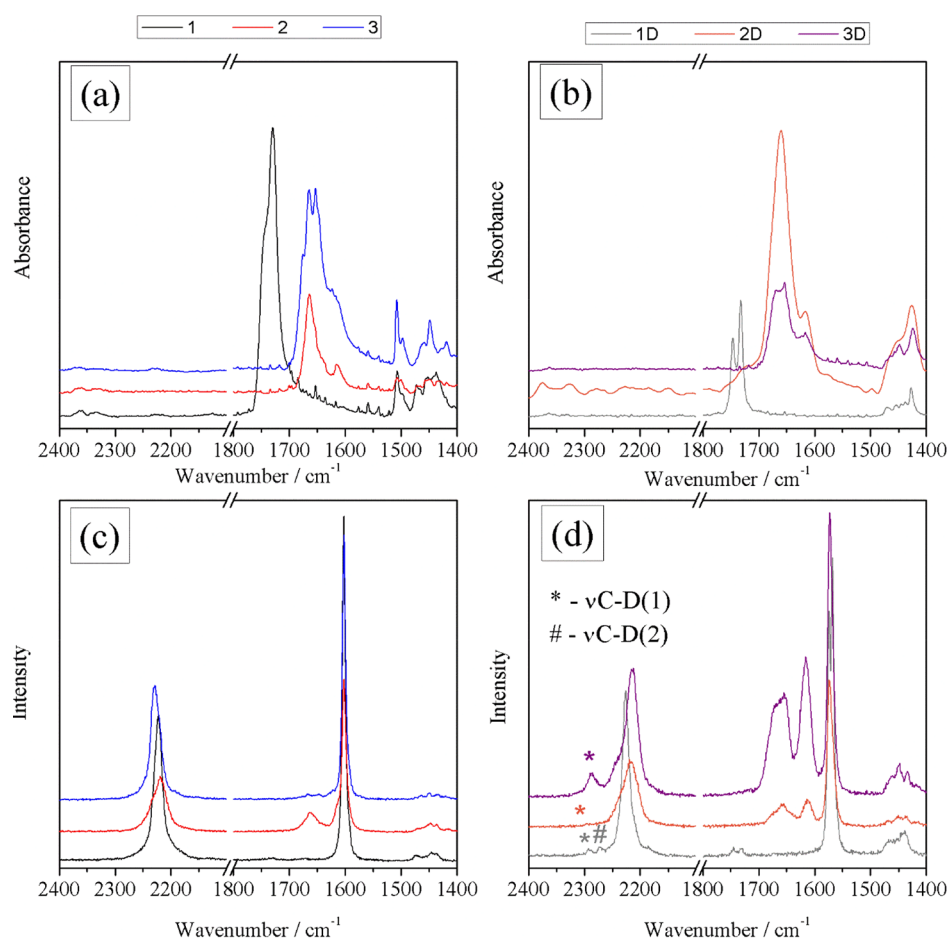 1 2 3
1D 2D 3D
(a)
Absorbance
2400 2300 2200 1800 1700 1600 1500 1400
Wavenumber / cm-1
(b)
Absorbance
2400 2300 2200 1800 1700 1600 1500 1400
Wavenumber / cm-1
(c)
Intensity
2400 2300 2200 1800 1700 1600 1500 1400
Wavenumber / cm-1
(d)
* - νC-D(1)
# - νC-D(2)
*
*
*
#
Intensity
2400 2300 2200 1800 1700 1600 1500 1400
Wavenumber / cm-1